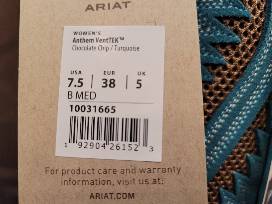 ARIAT
WOMEN'S
Anthem VentTEK™
Chocolate Chip / Turquoise
USA EUR UK
7.5 38 5
B MED
10031665
1 92904 26152 3
For product care and warranty
information, visit us at:
ARIAT.COM